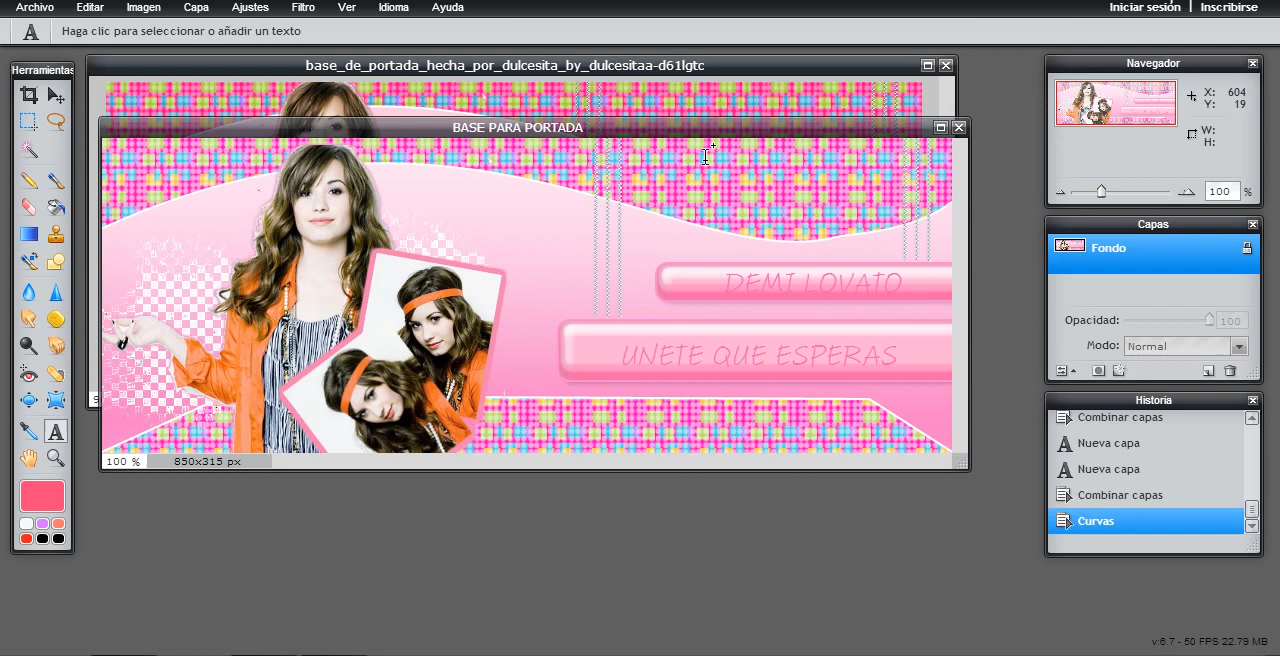 Archivo Editar Imagen Capa Ajustes Filtro Ver Idioma Ayuda Iniciar sesión Inscribirse
A Haga clic para seleccionar o añadir un texto
Herramientas
base_de_portada_hecha_por_dulcesita_by_dulcesitaa-d61lgtc
BASE PARA PORTADA
DEMI LOVATO
UNETE QUE ESPERAS
100 % 850x315 px
Navegador
X: 604
Y: 19
W:
H:
100 %
Capas
Fondo
Opacidad: 100
Modo: Normal
Historia
Combinar capas
Nueva capa
Nueva capa
Combinar capas
Curvas
v:6.7 - 50 FPS 22.79 MB